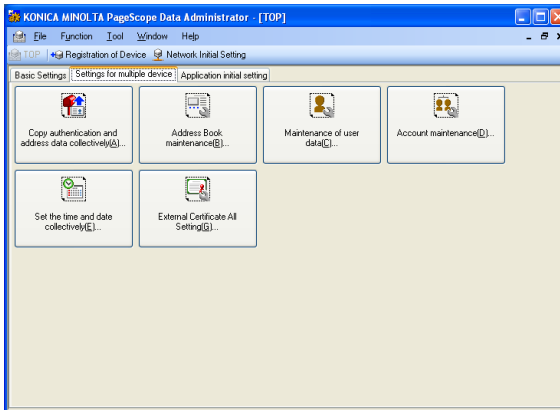 KONICA MINOLTA PageScope Data Administrator - [TOP]
File Function Tool Window Help
TOP Registration of Device Network Initial Setting
Basic Settings Settings for multiple device Application initial setting
Copy authentication and
address data collectively(A)...
Address Book
maintenance(B)...
Maintenance of user
data(C)...
Account maintenance(D)...
Set the time and date
collectively(E)...
External Certificate All
Setting(G)...